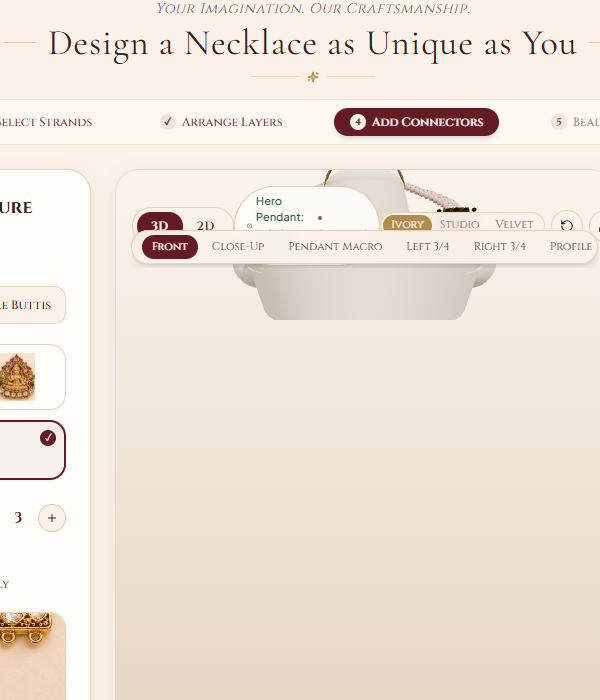 Your Imagination. Our Craftsmanship.
Design a Necklace as Unique as You
Select Strands
Arrange Layers
4 Add Connectors
5 Bead
URE
3D
2D
Hero
Pendant:
Ivory
Studio
Velvet
Front
Close-Up
Pendant Macro
Left 3/4
Right 3/4
Profile
e Buttis
3
+
LY